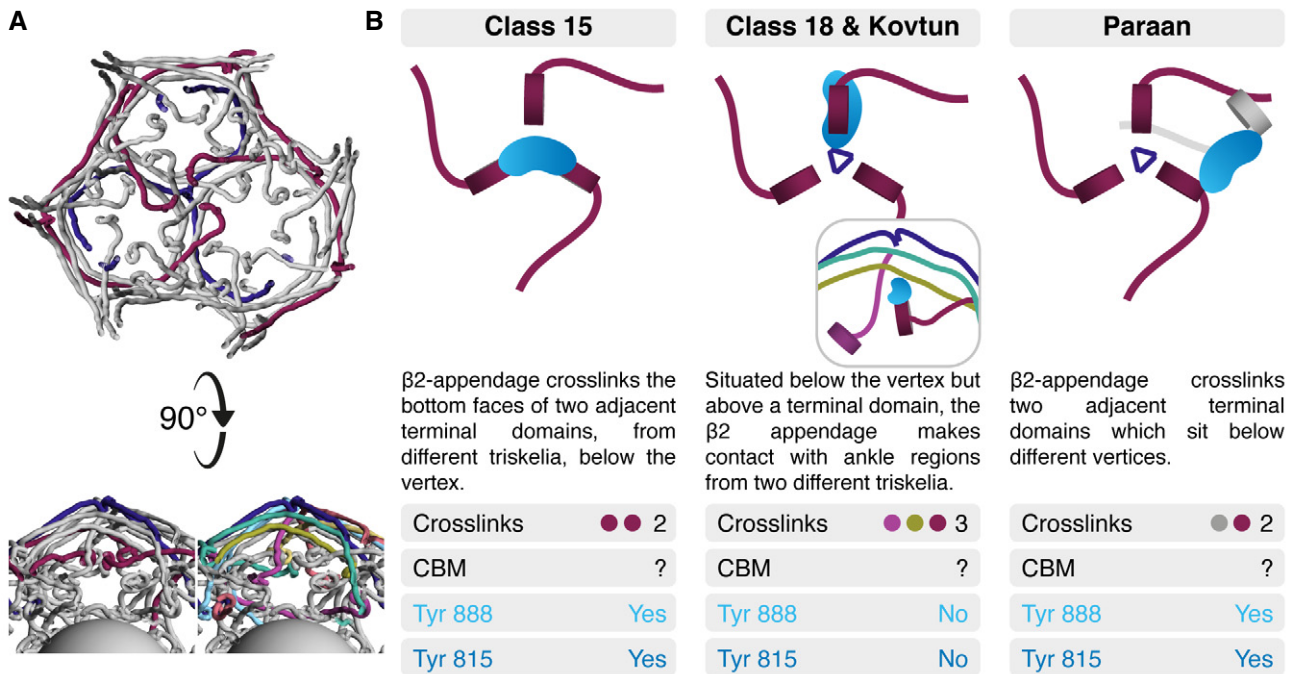 A
90°
B
Class 15
β2-appendage crosslinks the
bottom faces of two adjacent
terminal domains, from
different triskelia, below the
vertex.
Crosslinks 2
CBM ?
Tyr 888 Yes
Tyr 815 Yes
Class 18 & Kovtun
Situated below the vertex but
above a terminal domain, the
β2 appendage makes
contact with ankle regions
from two different triskelia.
Crosslinks 3
CBM ?
Tyr 888 No
Tyr 815 No
Paraan
β2-appendage crosslinks
two adjacent terminal
domains which sit below
different vertices.
Crosslinks 2
CBM ?
Tyr 888 Yes
Tyr 815 Yes